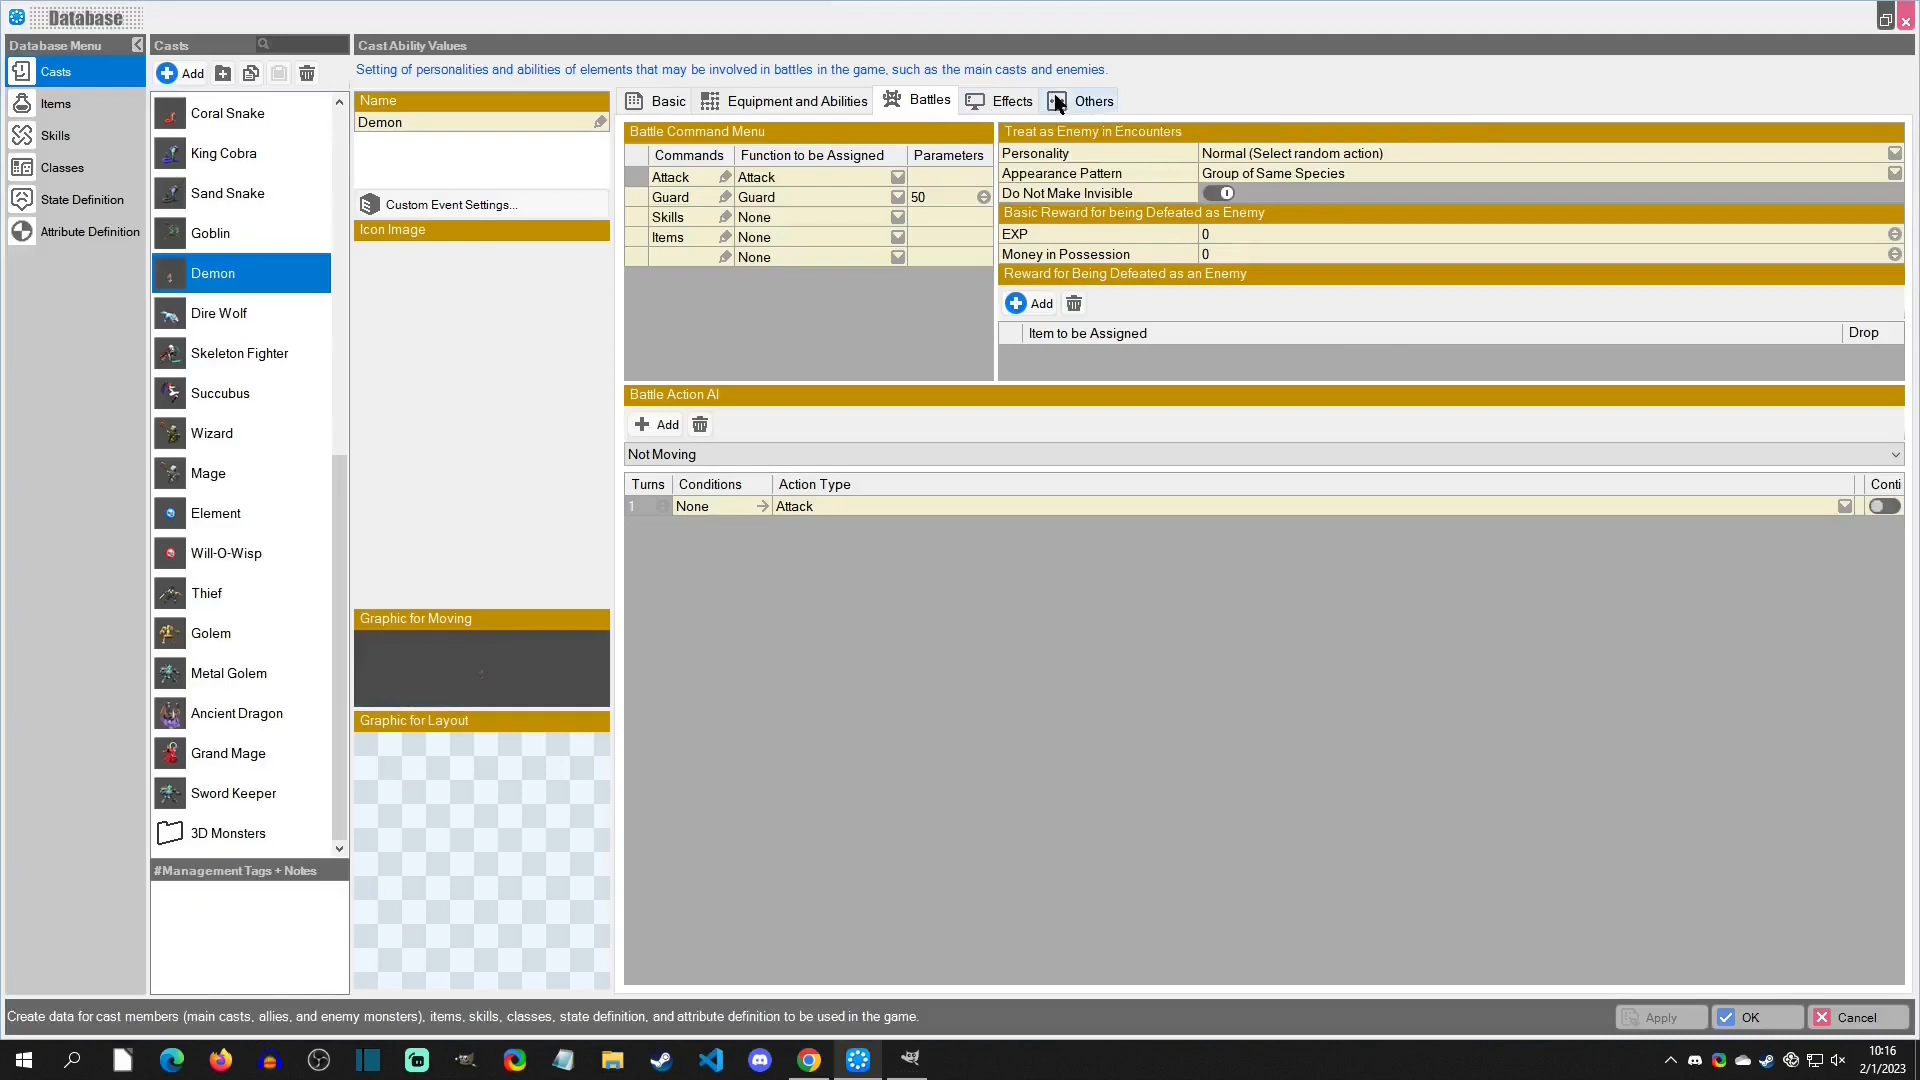 Database
Database Menu
Casts
Items
Skills
Classes
State Definition
Attribute Definition
Casts
Add
Coral Snake
King Cobra
Sand Snake
Goblin
Demon
Dire Wolf
Skeleton Fighter
Succubus
Wizard
Mage
Element
Will-O-Wisp
Thief
Golem
Metal Golem
Ancient Dragon
Grand Mage
Sword Keeper
3D Monsters
#Management Tags + Notes
Cast Ability Values
Setting of personalities and abilities of elements that may be involved in battles in the game, such as the main casts and enemies.
Name
Demon
Custom Event Settings...
Icon Image
Graphic for Moving
Graphic for Layout
Basic
Equipment and Abilities
Battles
Effects
Others
Battle Command Menu
Commands Function to be Assigned Parameters
Attack Attack
Guard Guard 50
Skills None
Items None
None
Treat as Enemy in Encounters
Personality Normal (Select random action)
Appearance Pattern Group of Same Species
Do Not Make Invisible
Basic Reward for being Defeated as Enemy
EXP 0
Money in Possession 0
Reward for Being Defeated as an Enemy
Add
Item to be Assigned Drop
Battle Action AI
Add
Not Moving
Turns Conditions Action Type Conti
1 None Attack
Create data for cast members (main casts, allies, and enemy monsters), items, skills, classes, state definition, and attribute definition to be used in the game.
Apply OK Cancel
10:16
2/1/2023